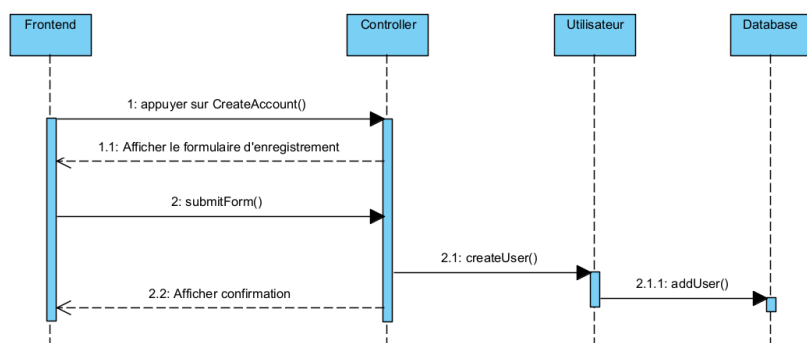 Frontend
Controller
Utilisateur
Database
1: appuyer sur CreateAccount()
1.1: Afficher le formulaire d'enregistrement
2: submitForm()
2.1: createUser()
2.1.1: addUser()
2.2: Afficher confirmation